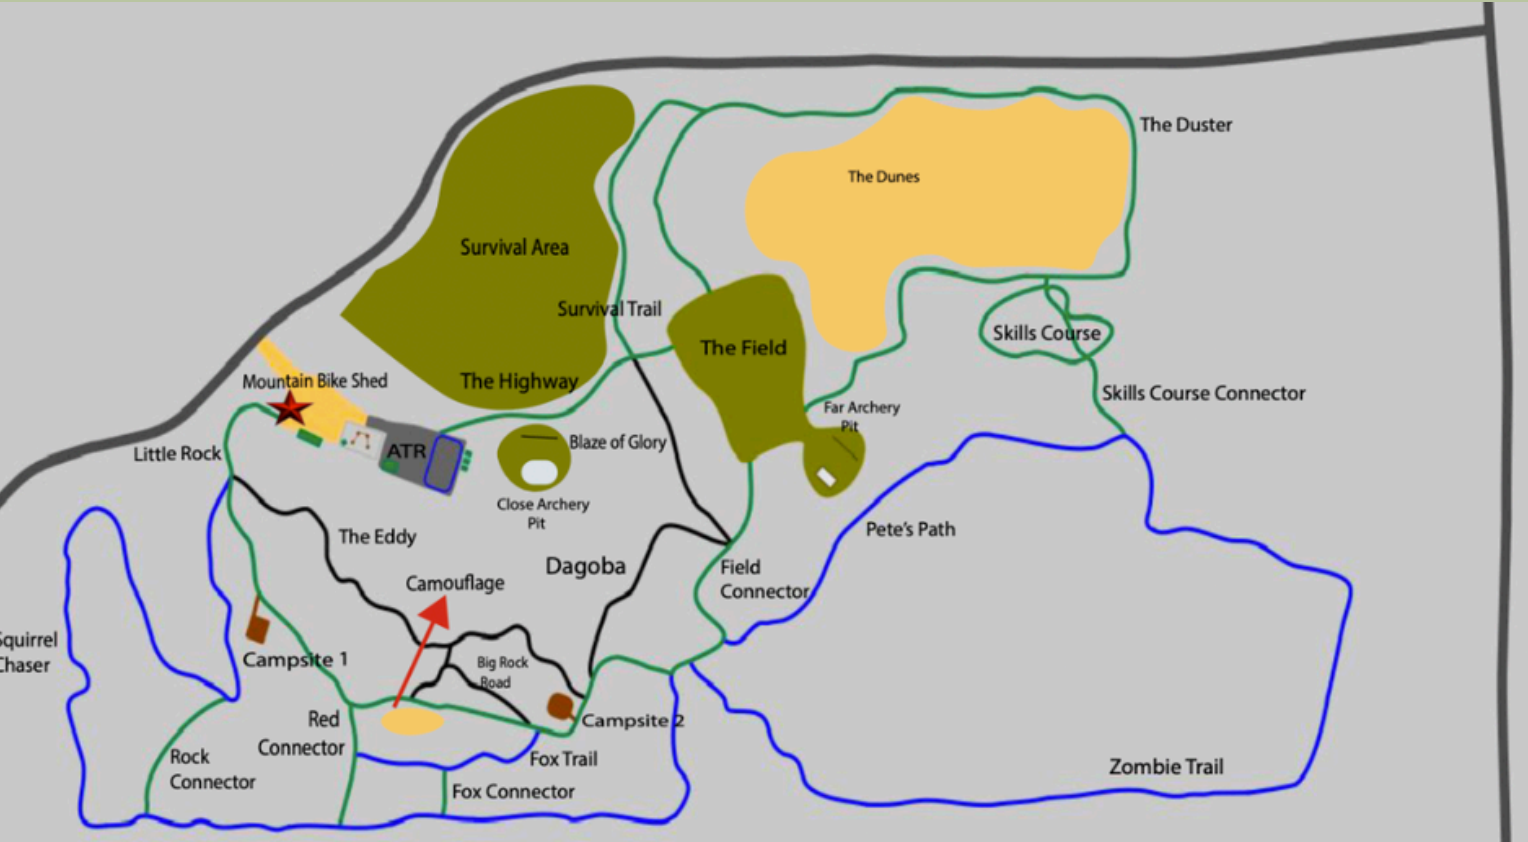 The Duster
The Dunes
Survival Area
Survival Trail
Skills Course
The Field
Mountain Bike Shed
The Highway
Skills Course Connector
Far Archery
Pit
Blaze of Glory
ATR
Little Rock
Close Archery
Pit
Pete's Path
The Eddy
Dagoba
Field
Connector
Camouflage
Squirrel
Chaser
Campsite 1
Big Rock
Road
Campsite 2
Red
Connector
Rock
Connector
Fox Trail
Zombie Trail
Fox Connector